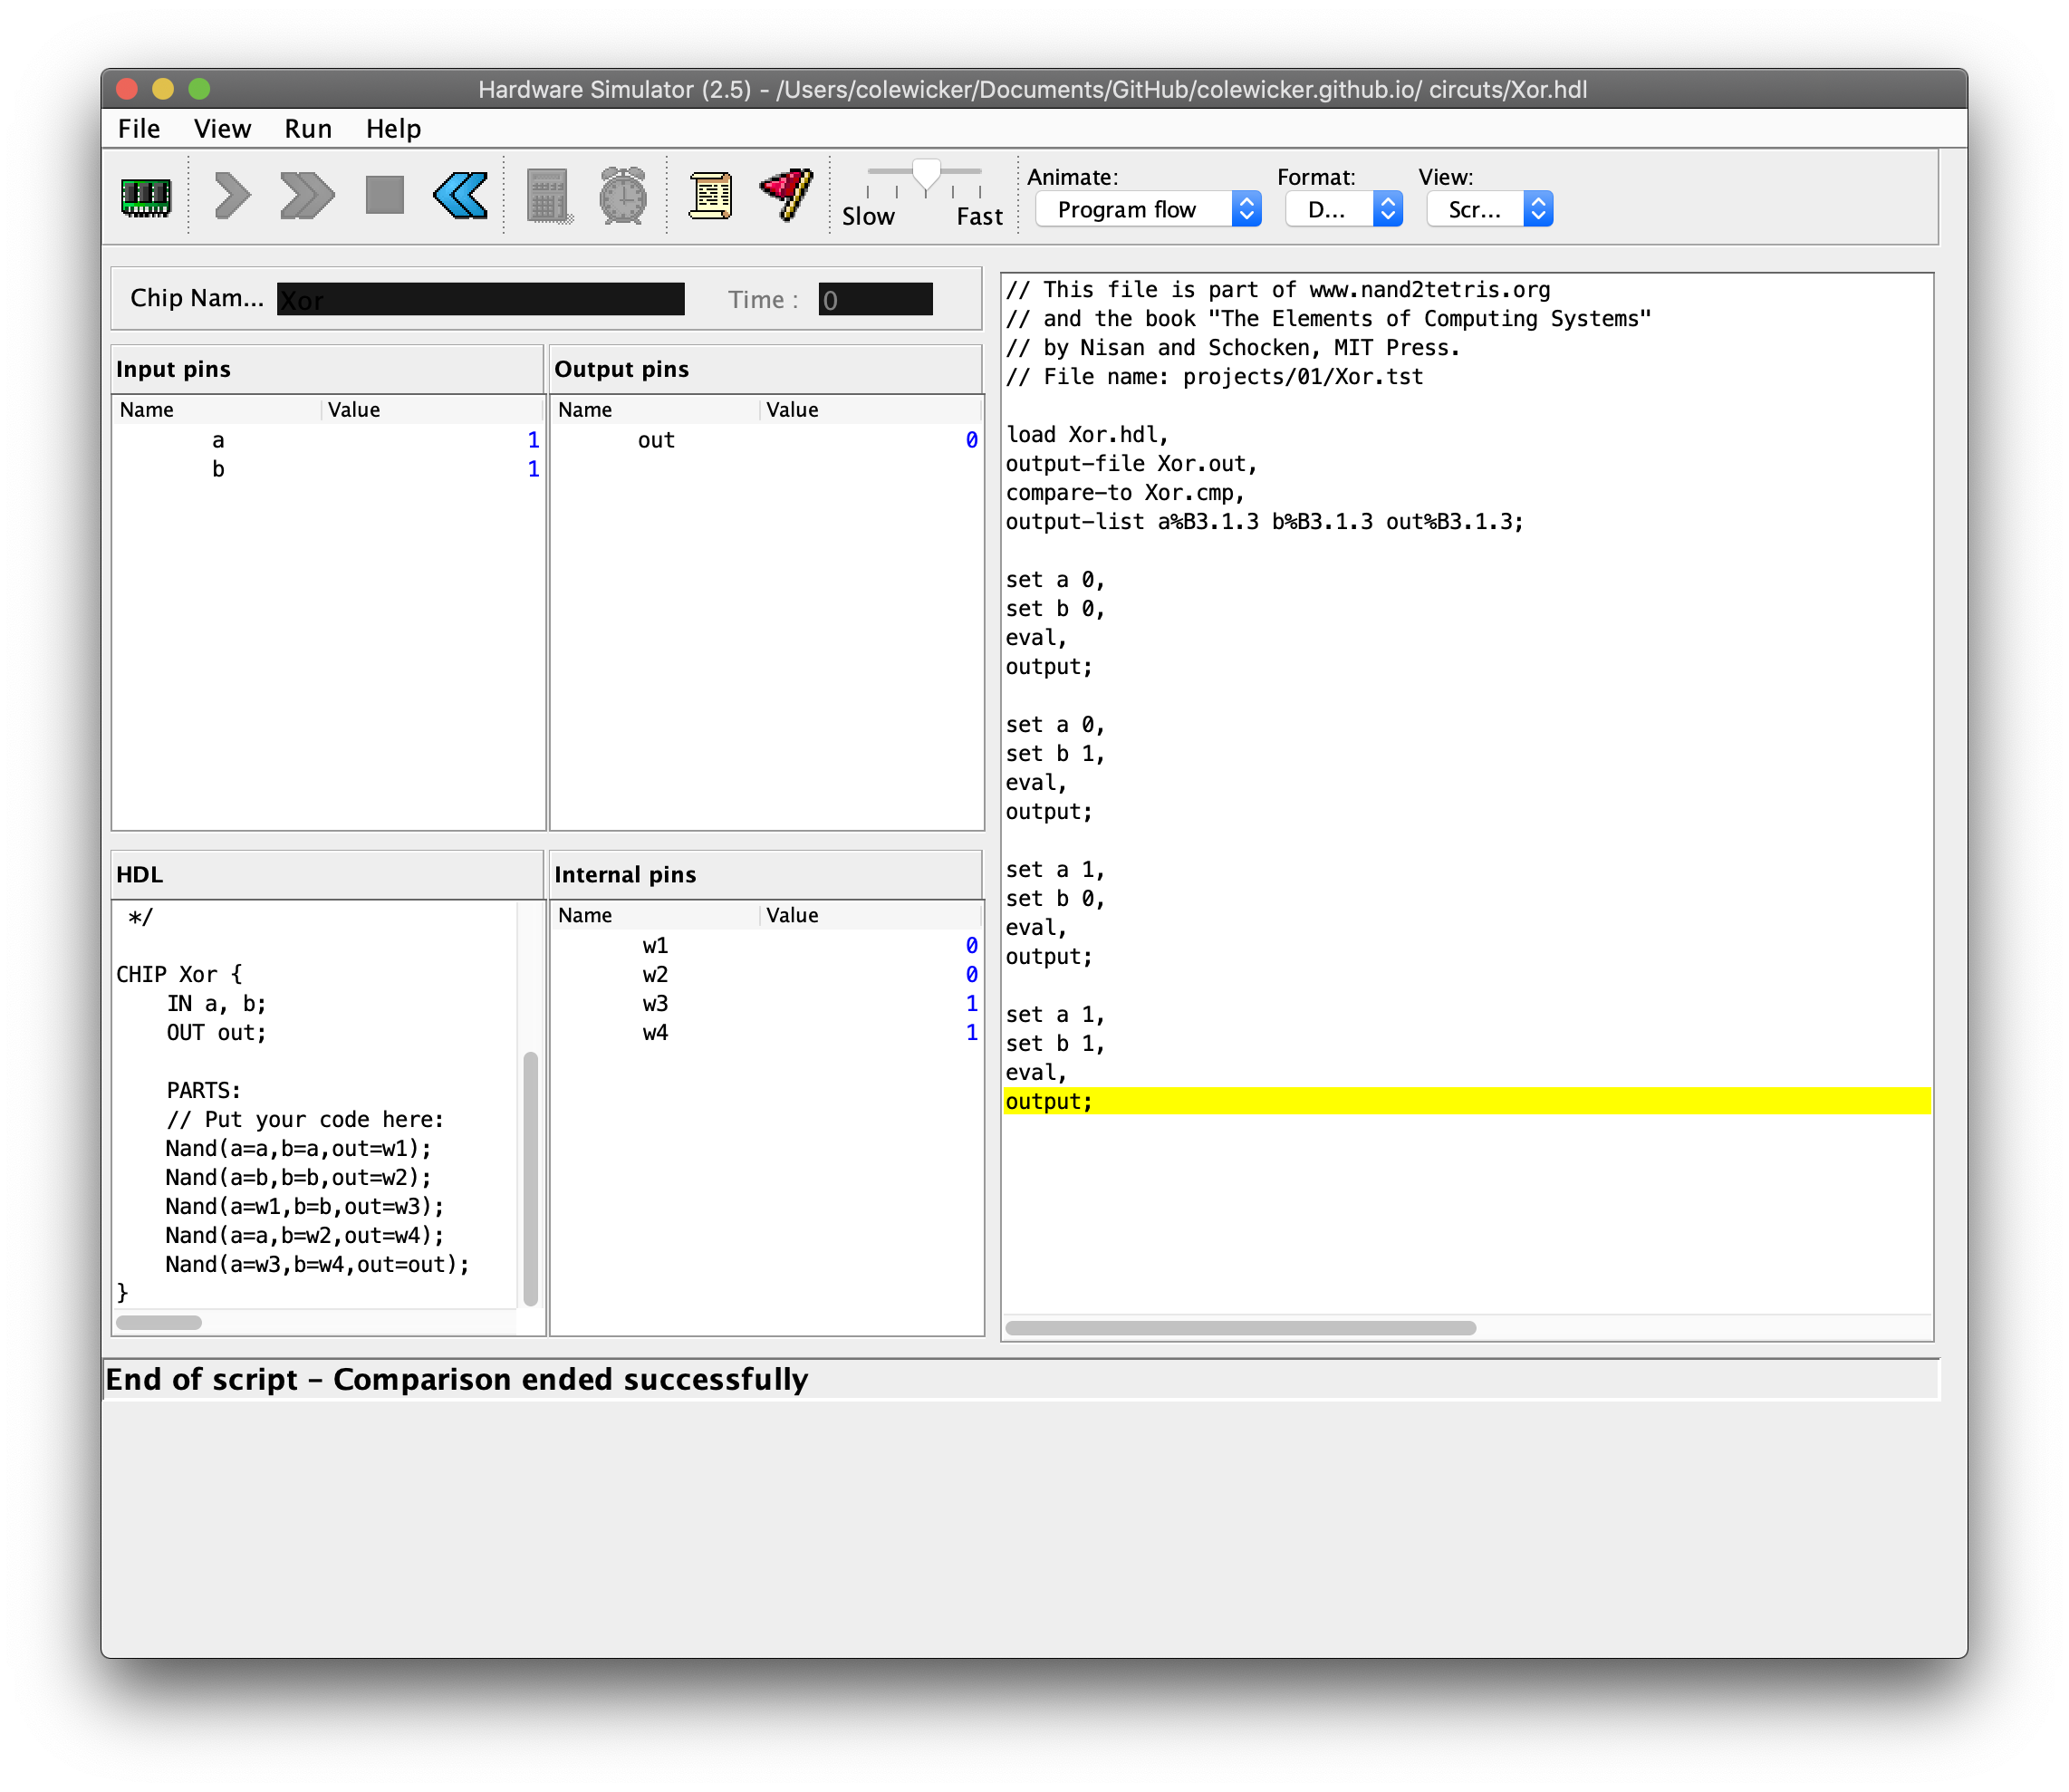 Hardware Simulator (2.5) - /Users/colewicker/Documents/GitHub/colewicker.github.io/ circuts/Xor.hdl
File View Run Help
Slow Fast
Animate: Format: View:
Program flow D... Scr...
Chip Nam... Xor Time : 0
Input pins
Name Value
a 1
b 1
Output pins
Name Value
out 0
HDL
*/
CHIP Xor {
IN a, b;
OUT out;
PARTS:
// Put your code here:
Nand(a=a,b=a,out=w1);
Nand(a=b,b=b,out=w2);
Nand(a=w1,b=b,out=w3);
Nand(a=a,b=w2,out=w4);
Nand(a=w3,b=w4,out=out);
}
Internal pins
Name Value
w1 0
w2 0
w3 1
w4 1
// This file is part of www.nand2tetris.org
// and the book "The Elements of Computing Systems"
// by Nisan and Schocken, MIT Press.
// File name: projects/01/Xor.tst
load Xor.hdl,
output-file Xor.out,
compare-to Xor.cmp,
output-list a%B3.1.3 b%B3.1.3 out%B3.1.3;
set a 0,
set b 0,
eval,
output;
set a 0,
set b 1,
eval,
output;
set a 1,
set b 0,
eval,
output;
set a 1,
set b 1,
eval,
output;
End of script - Comparison ended successfully